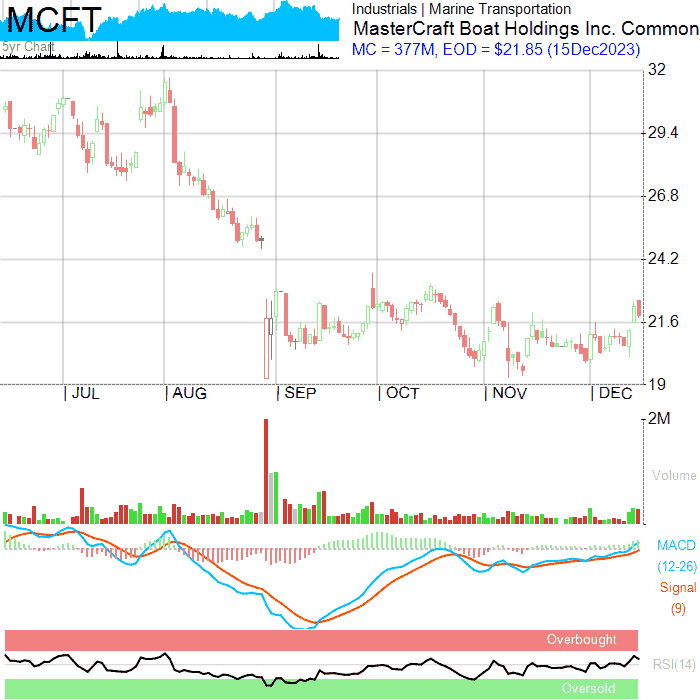 MCFT
5yr Chart
Industrials | Marine Transportation
MasterCraft Boat Holdings Inc. Common
MC = 377M, EOD = $21.85 (15Dec2023)
32
29.4
26.8
24.2
21.6
19
| JUL | AUG | SEP | OCT | NOV | DEC
2M
Volume
MACD
(12-26)
Signal
(9)
Overbought
RSI(14)
Oversold